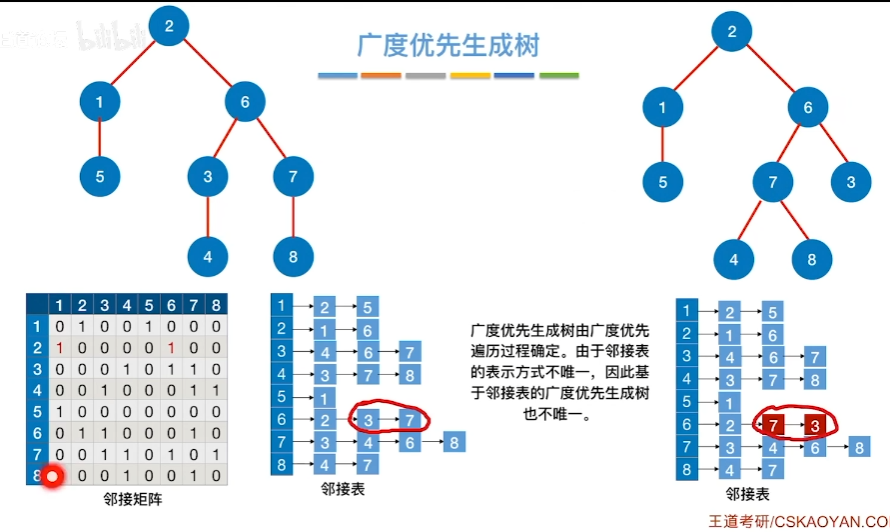 广度优先生成树
2
2
1
6
1
6
5
3
7
5
7
3
4
8
4
8
1 2 3 4 5 6 7 8
1 0 1 0 0 1 0 0 0
2 1 0 0 0 0 1 0 0
3 0 0 0 1 0 1 1 0
4 0 0 1 0 0 0 1 1
5 1 0 0 0 0 0 0 0
6 0 1 1 0 0 0 1 0
7 0 0 1 1 0 1 0 1
8 0 0 1 0 0 1 0
邻接矩阵
1 2 5
2 1 6
3 4 6 7
4 3 7 8
5 1
6 2 3 7
7 3 4 6 8
8 4 7
邻接表
广度优先生成树由广度优先
遍历过程确定。由于邻接表
的表示方式不唯一，因此基
于邻接表的广度优先生成树
也不唯一。
1 2 5
2 1 6
3 4 6 7
4 3 7 8
5 1
6 2 7 3
7 3 4 6 8
8 4 7
邻接表
王道考研/CSKAOYAN.CO